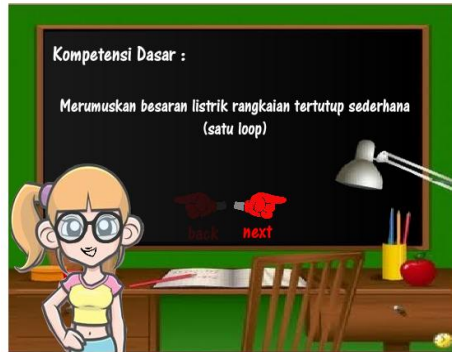 Kompetensi Dasar :
Merumuskan besaran listrik rangkaian tertutup sederhana
(satu loop)
back next